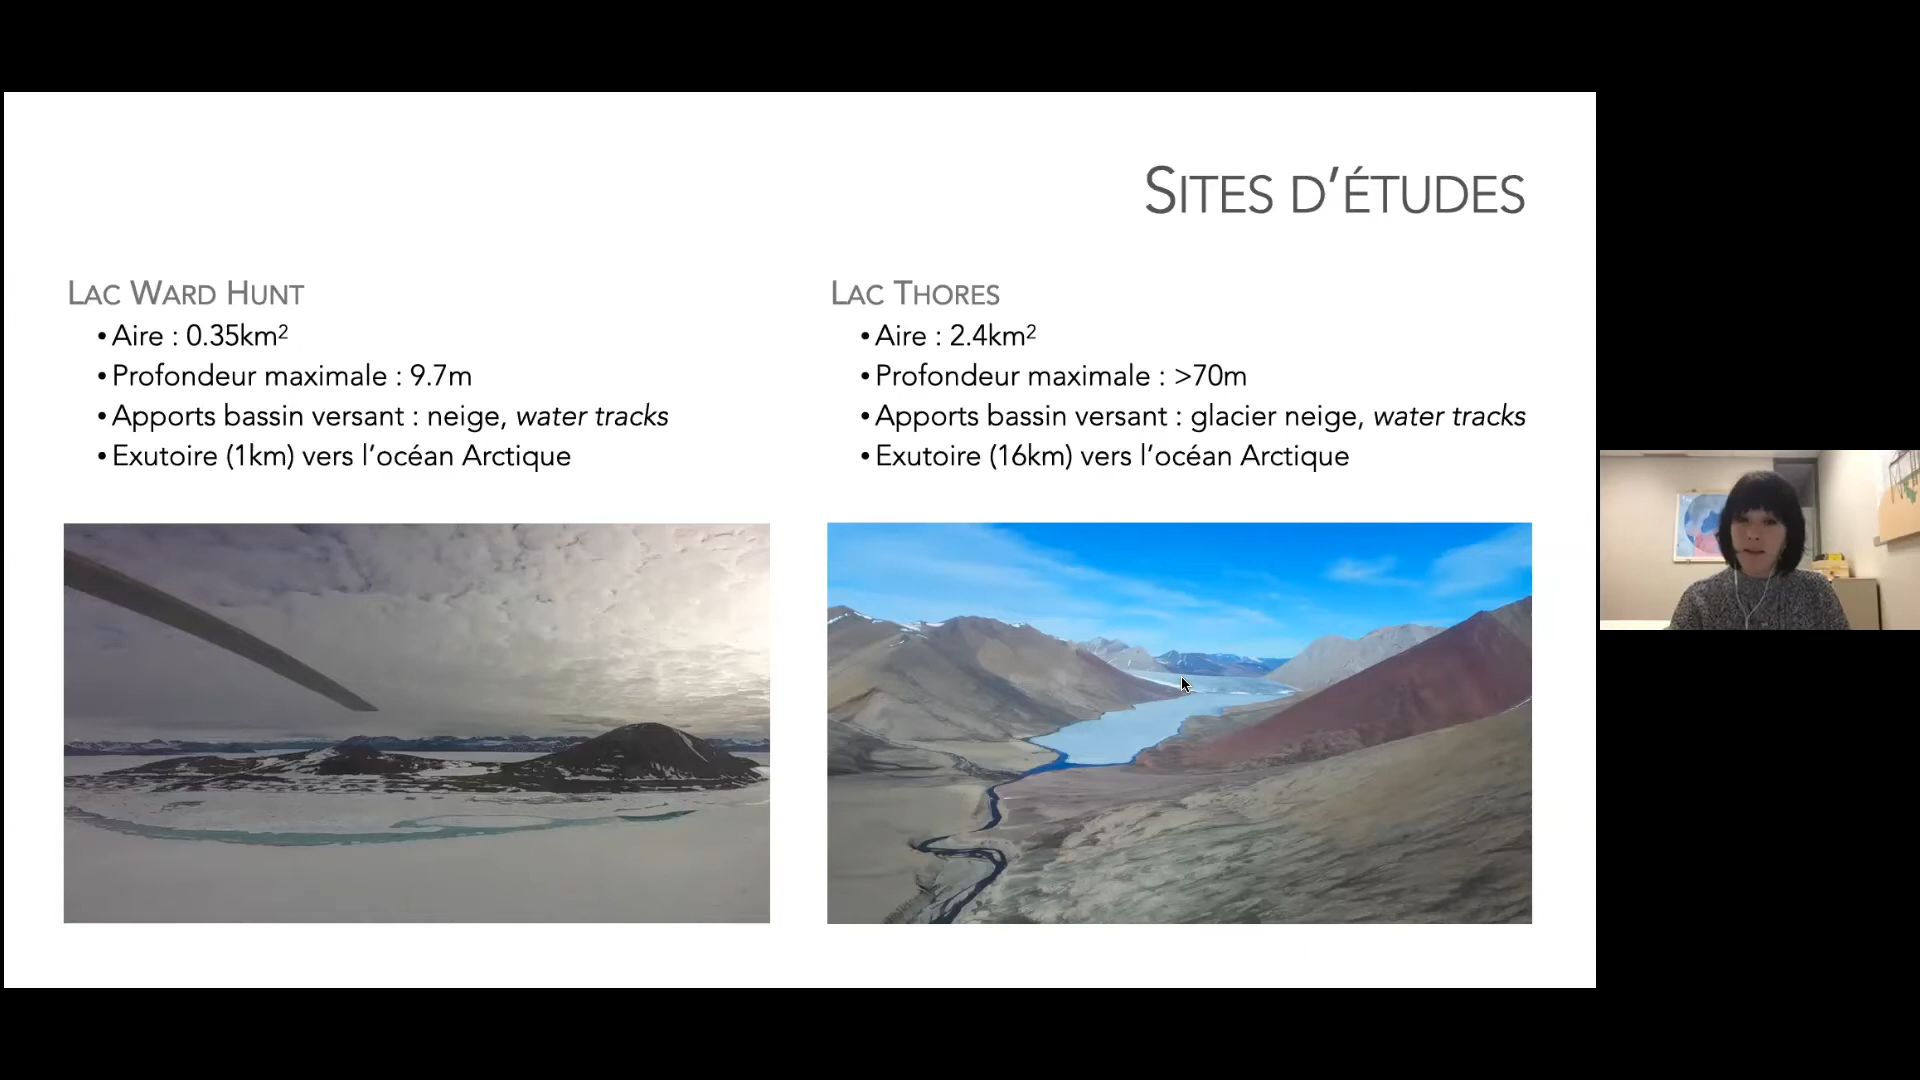 SITES D’ÉTUDES
LAC WARD HUNT
• Aire : 0.35km²
• Profondeur maximale : 9.7m
• Apports bassin versant : neige, water tracks
• Exutoire (1km) vers l’océan Arctique
LAC THORES
• Aire : 2.4km²
• Profondeur maximale : >70m
• Apports bassin versant : glacier neige, water tracks
• Exutoire (16km) vers l’océan Arctique